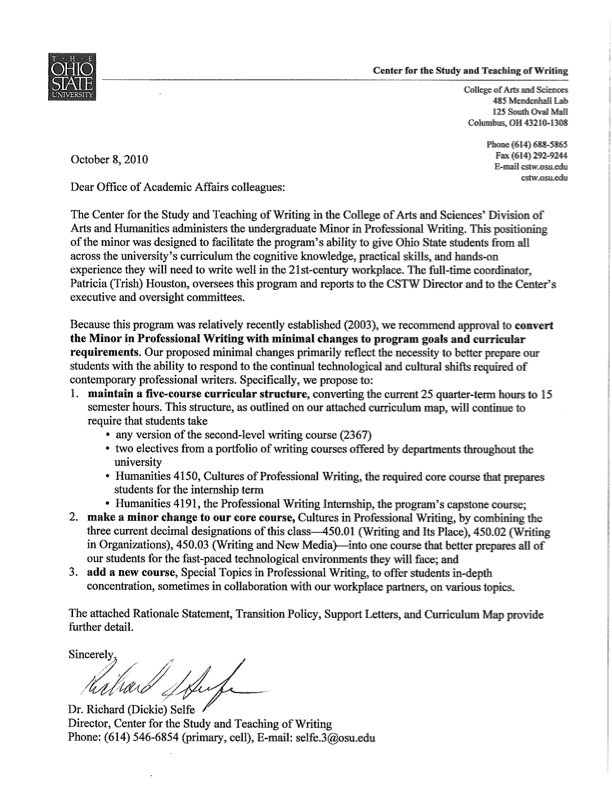 T · H · E
OHIO
STATE
UNIVERSITY
Center for the Study and Teaching of Writing
College of Arts and Sciences
485 Mendenhall Lab
125 South Oval Mall
Columbus, OH 43210-1308
Phone (614) 688-5865
Fax (614) 292-9244
E-mail cstw.osu.edu
cstw.osu.edu
October 8, 2010
Dear Office of Academic Affairs colleagues:
The Center for the Study and Teaching of Writing in the College of Arts and Sciences' Division of
Arts and Humanities administers the undergraduate Minor in Professional Writing. This positioning
of the minor was designed to facilitate the program's ability to give Ohio State students from all
across the university's curriculum the cognitive knowledge, practical skills, and hands-on
experience they will need to write well in the 21st-century workplace. The full-time coordinator,
Patricia (Trish) Houston, oversees this program and reports to the CSTW Director and to the Center's
executive and oversight committees.
Because this program was relatively recently established (2003), we recommend approval to convert
the Minor in Professional Writing with minimal changes to program goals and curricular
requirements. Our proposed minimal changes primarily reflect the necessity to better prepare our
students with the ability to respond to the continual technological and cultural shifts required of
contemporary professional writers. Specifically, we propose to:
1. maintain a five-course curricular structure, converting the current 25 quarter-term hours to 15
semester hours. This structure, as outlined on our attached curriculum map, will continue to
require that students take
• any version of the second-level writing course (2367)
• two electives from a portfolio of writing courses offered by departments throughout the
university
• Humanities 4150, Cultures of Professional Writing, the required core course that prepares
students for the internship term
• Humanities 4191, the Professional Writing Internship, the program's capstone course;
2. make a minor change to our core course, Cultures in Professional Writing, by combining the
three current decimal designations of this class—450.01 (Writing and Its Place), 450.02 (Writing
in Organizations), 450.03 (Writing and New Media)—into one course that better prepares all of
our students for the fast-paced technological environments they will face; and
3. add a new course, Special Topics in Professional Writing, to offer students in-depth
concentration, sometimes in collaboration with our workplace partners, on various topics.
The attached Rationale Statement, Transition Policy, Support Letters, and Curriculum Map provide
further detail.
Sincerely,
Richard J Selfe
Dr. Richard (Dickie) Selfe
Director, Center for the Study and Teaching of Writing
Phone: (614) 546-6854 (primary, cell), E-mail: selfe.3@osu.edu